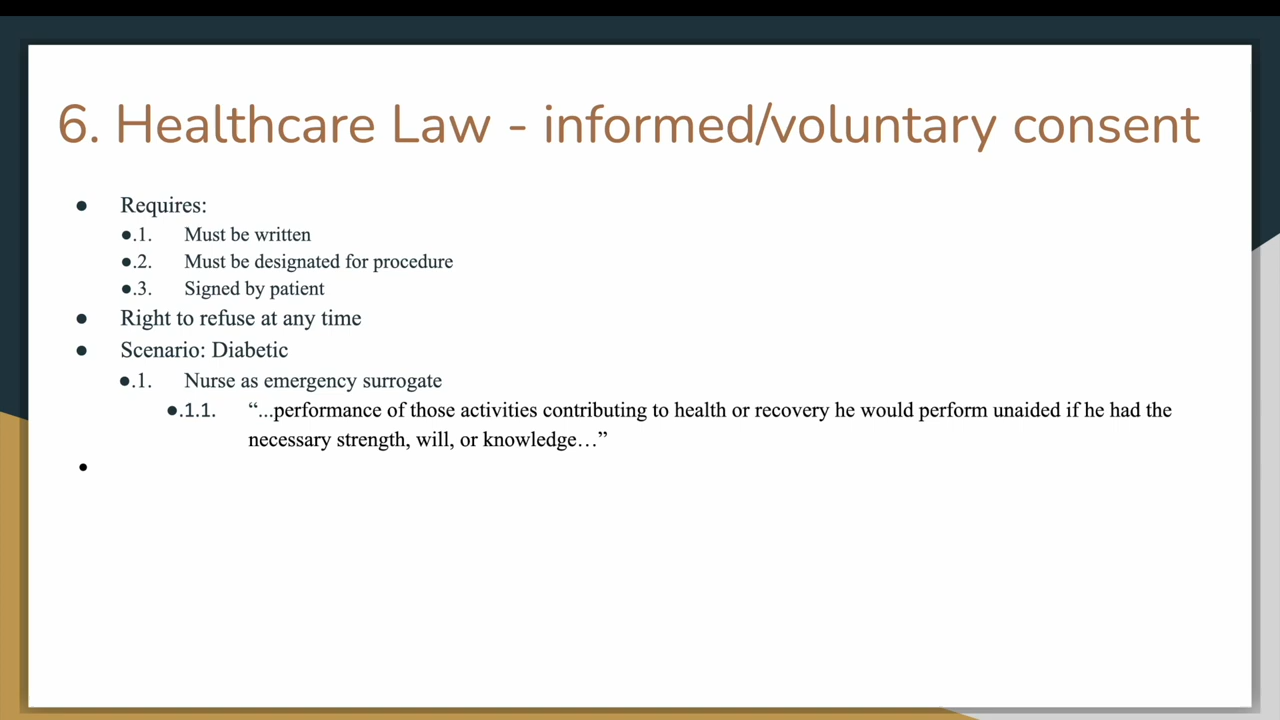 6. Healthcare Law - informed/voluntary consent
● Requires:
●.1. Must be written
●.2. Must be designated for procedure
●.3. Signed by patient
● Right to refuse at any time
● Scenario: Diabetic
●.1. Nurse as emergency surrogate
●.1.1. “...performance of those activities contributing to health or recovery he would perform unaided if he had the
necessary strength, will, or knowledge…”
●